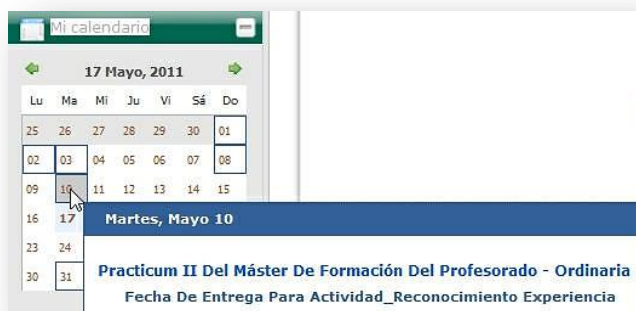 Mi calendario
17 Mayo, 2011
Lu Ma Mi Ju Vi Sá Do
25 26 27 28 29 30 01
02 03 04 05 06 07 08
09 10 11 12 13 14 15
16 17
Martes, Mayo 10
23 24
Practicum II Del Máster De Formación Del Profesorado - Ordinaria
30 31
Fecha De Entrega Para Actividad_Reconocimiento Experiencia